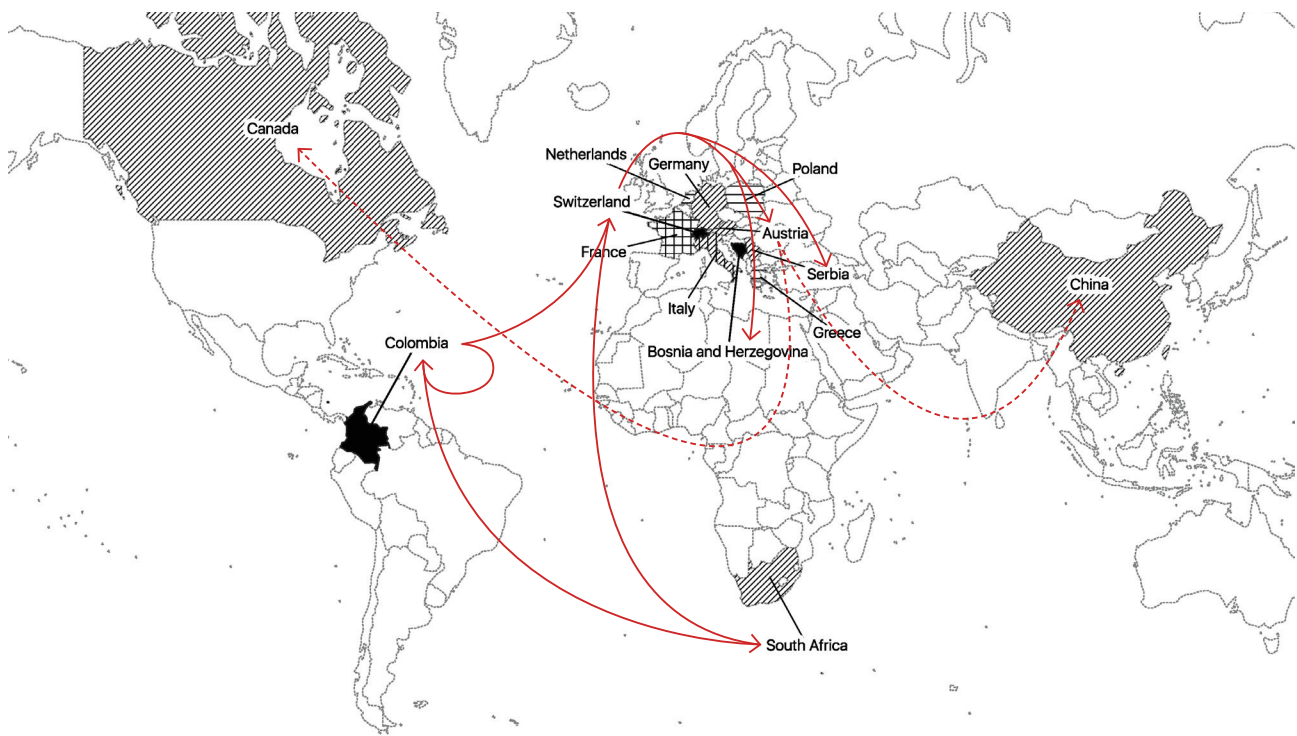 Canada
Netherlands
Germany
Poland
Switzerland
Austria
France
Serbia
China
Italy
Greece
Colombia
Bosnia and Herzegovina
South Africa